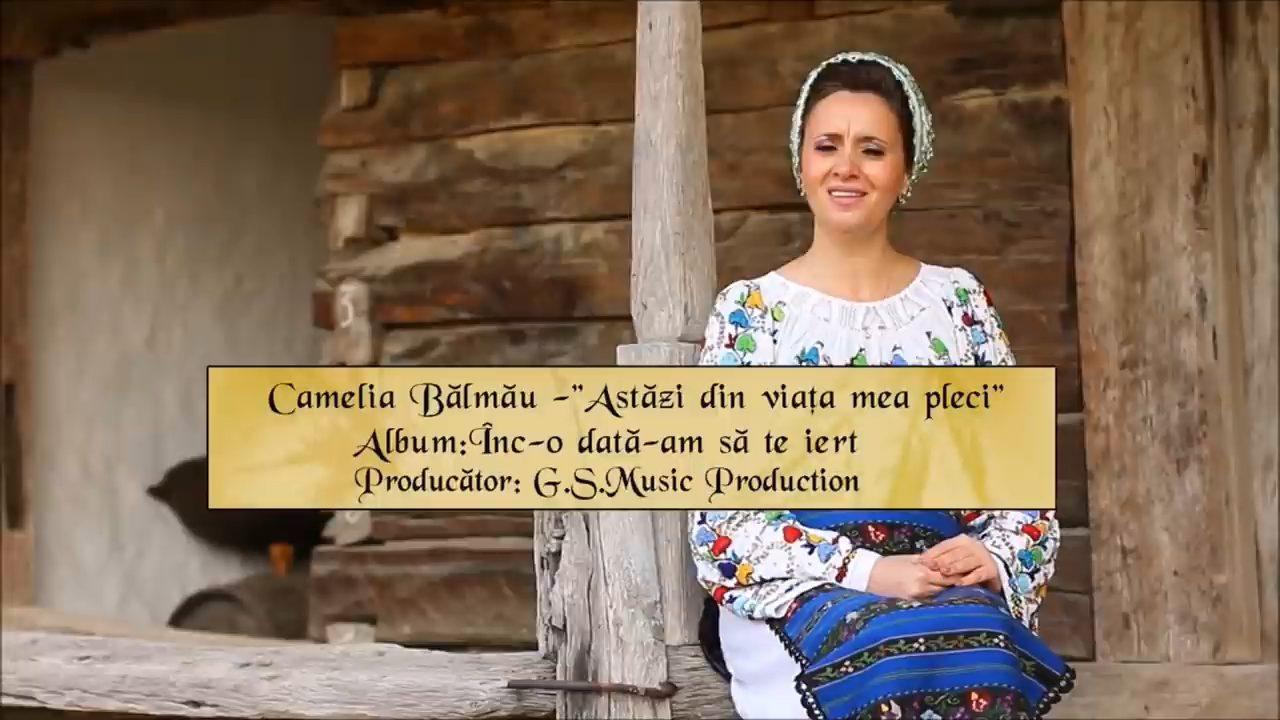 Camelia Bălmău -"Astăzi din viața mea pleci"
Album:Înc-o dată-am să te iert
Producător: G.S.Music Production